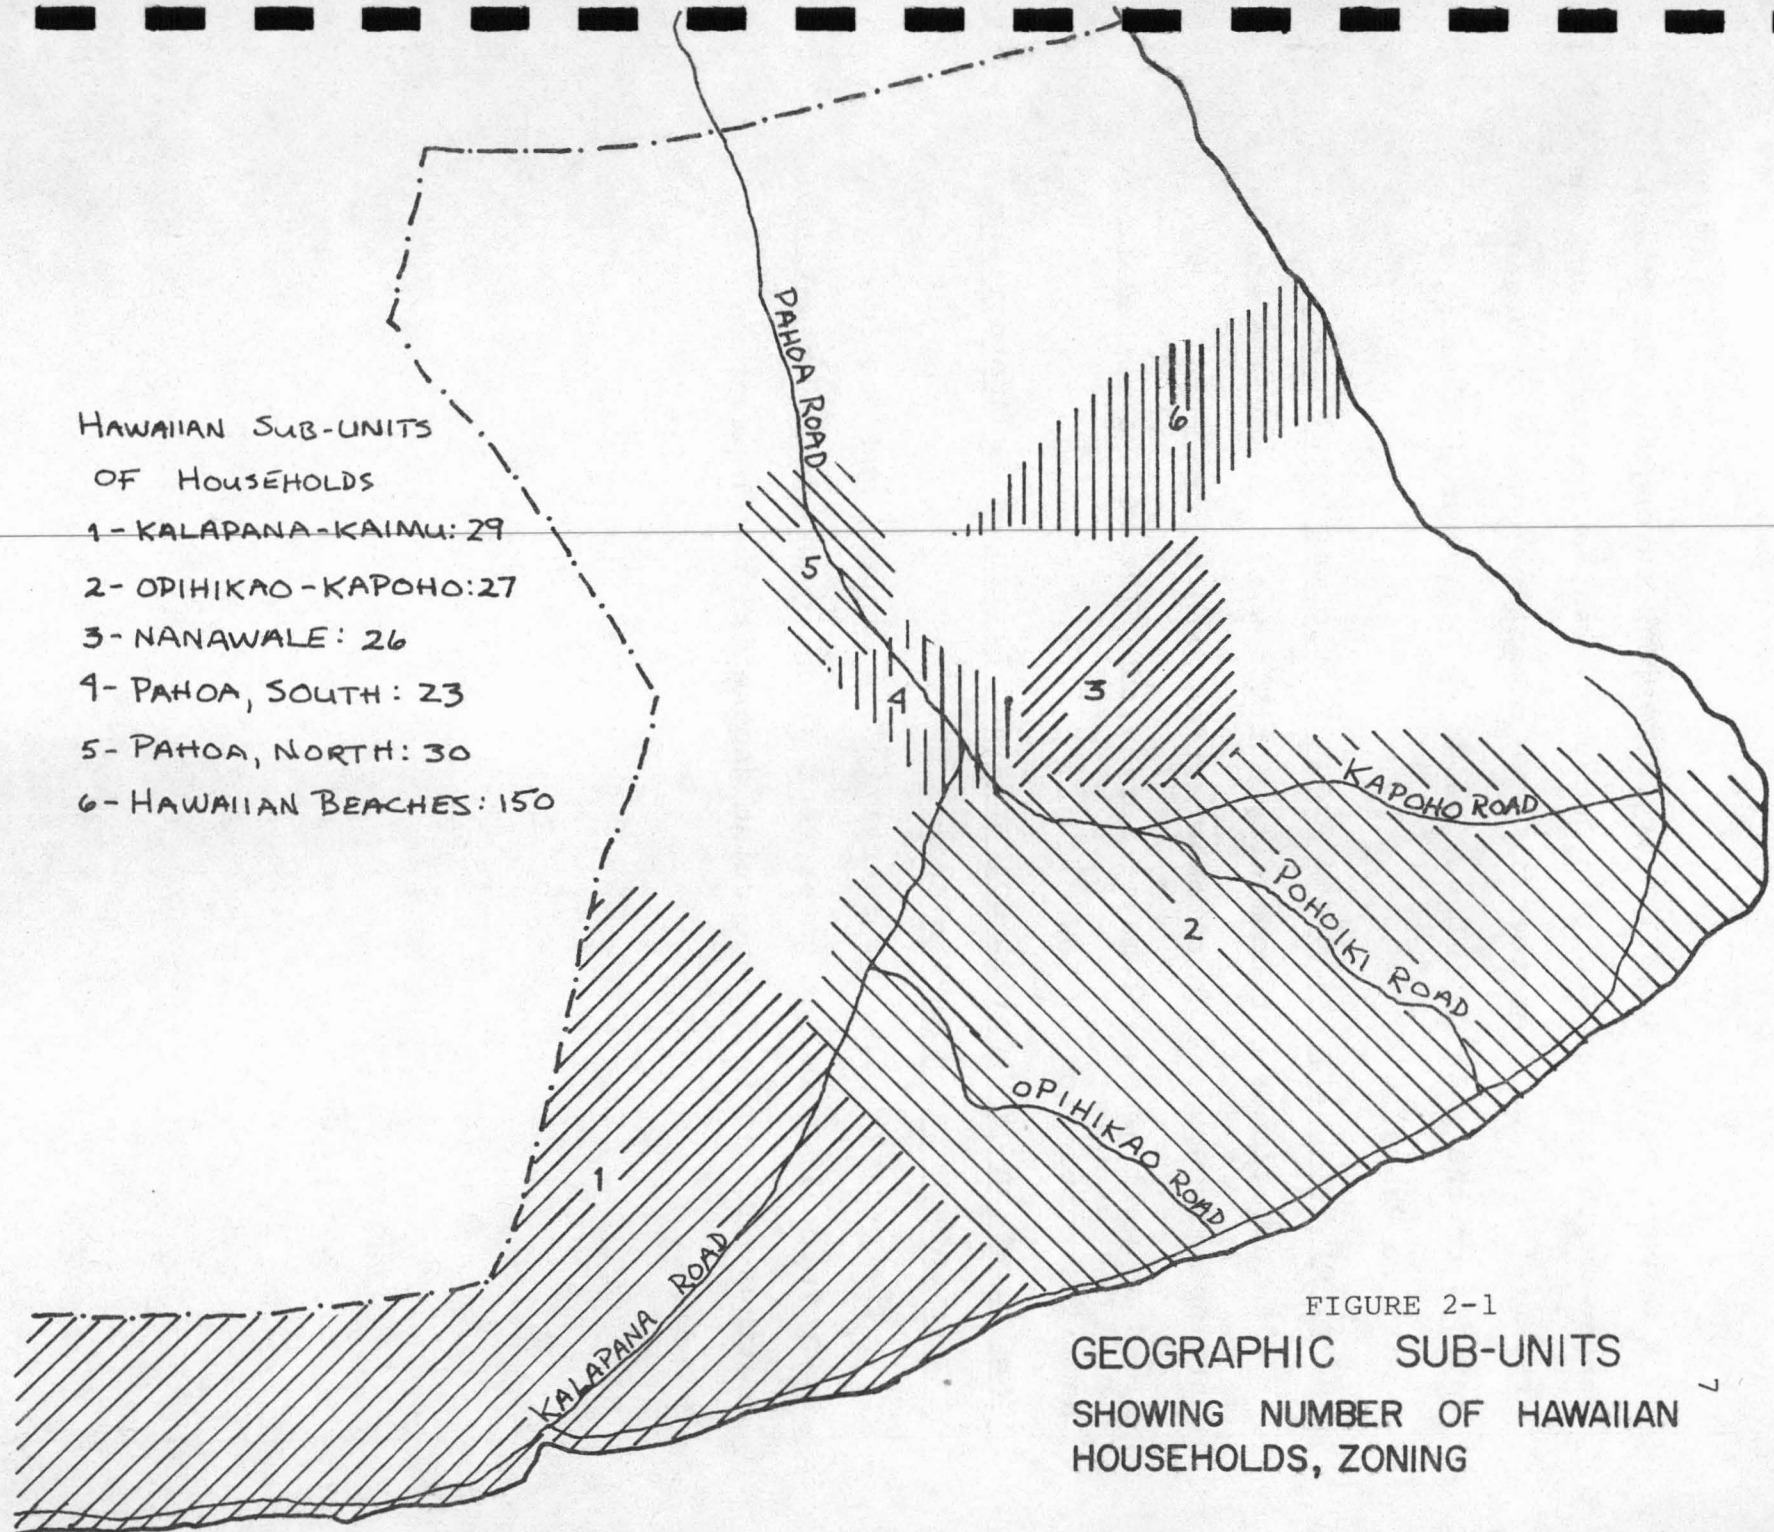 PAHOA ROAD
6
HAWAIIAN SUB-UNITS
OF HOUSEHOLDS
1-KALAPANA-KAIMU: 29
2- OPIHIKAO-KAPOHO: 27
3-NANAWALE: 26
4- PAHOA, SOUTH: 23
5- PAHOA, NORTH: 30
6-HAWAIIAN BEACHES: 150
5
4
3
KAPOHO ROAD
POHOIKI ROAD
2
OPIHIKAO ROAD
1
KALAPANA ROAD
FIGURE 2-1
GEOGRAPHIC SUB-UNITS
SHOWING NUMBER OF HAWAIIAN
HOUSEHOLDS, ZONING
7